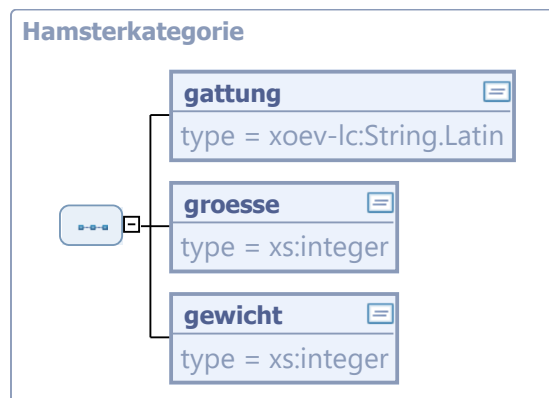 Hamsterkategorie
gattung
type = xoev-lc:String.Latin
groesse
type = xs:integer
gewicht
type = xs:integer